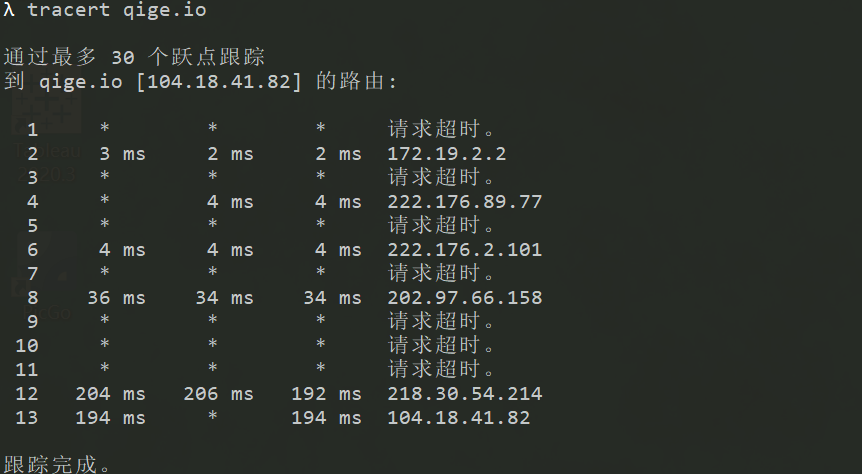 λ tracert qige.io
通过最多 30 个跃点跟踪
到 qige.io [104.18.41.82] 的路由:
1 * * * 请求超时。
2 3 ms 2 ms 2 ms 172.19.2.2
3 * * * 请求超时。
4 * 4 ms 4 ms 222.176.89.77
5 * * * 请求超时。
6 4 ms 4 ms 4 ms 222.176.2.101
7 * * * 请求超时。
8 36 ms 34 ms 34 ms 202.97.66.158
9 * * * 请求超时。
10 * * * 请求超时。
11 * * * 请求超时。
12 204 ms 206 ms 192 ms 218.30.54.214
13 194 ms * 194 ms 104.18.41.82
跟踪完成。